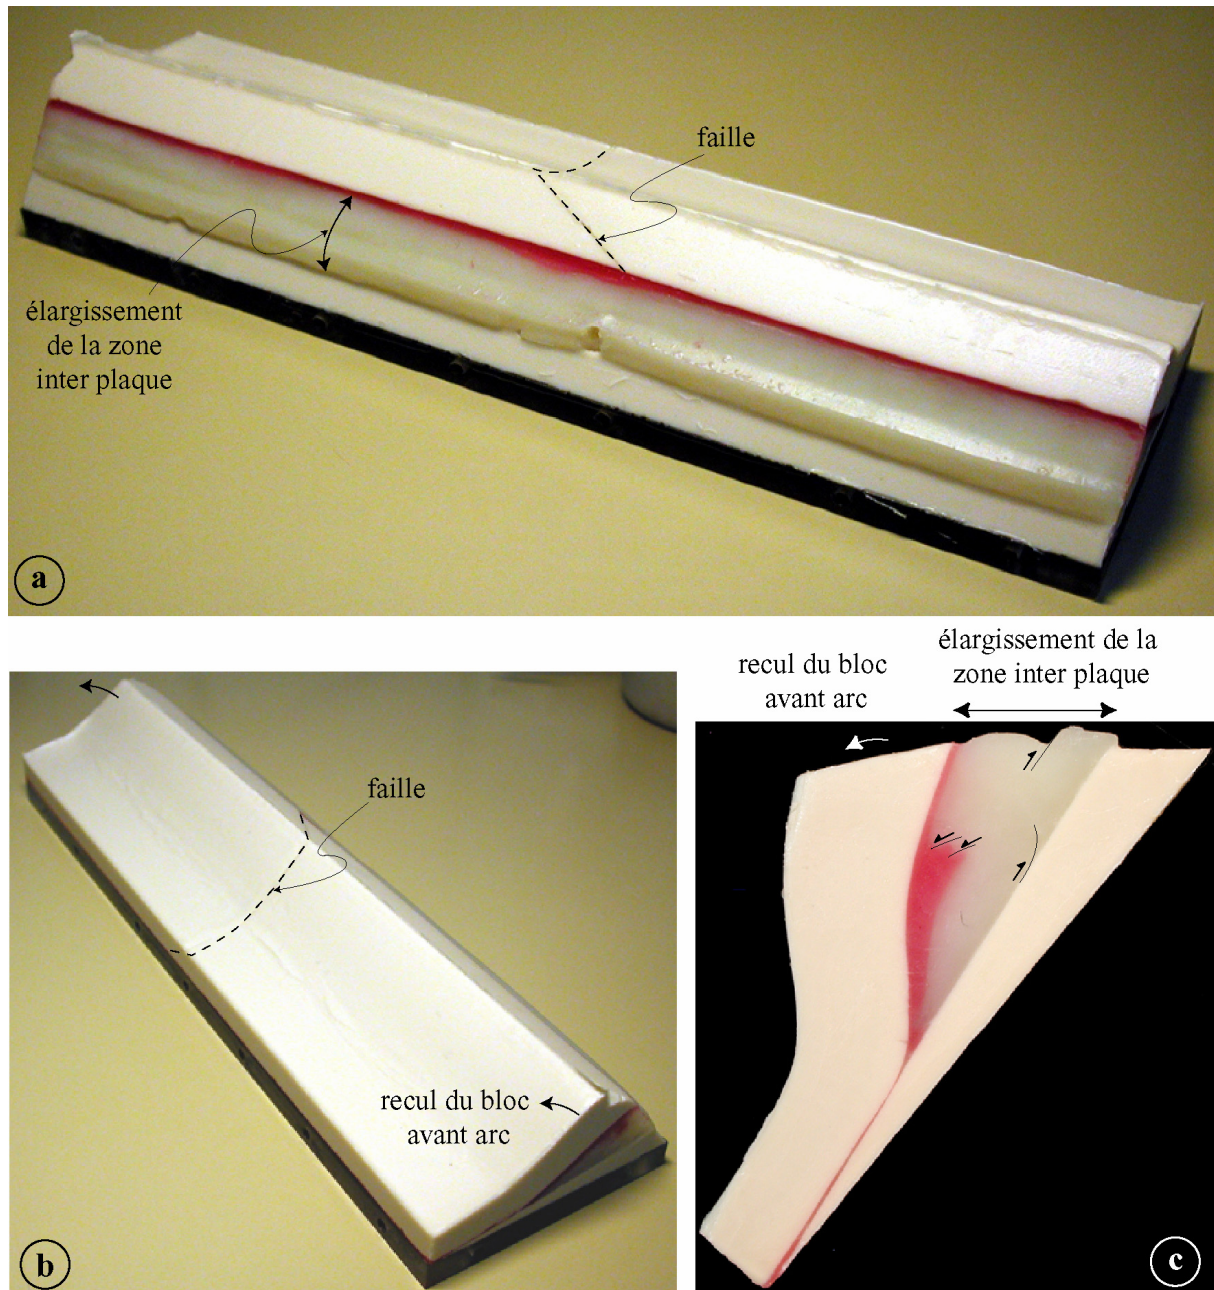 faille
élargissement
de la zone
inter plaque
a
recul du bloc
avant arc
élargissement de la
zone inter plaque
faille
recul du bloc
avant arc
b
c